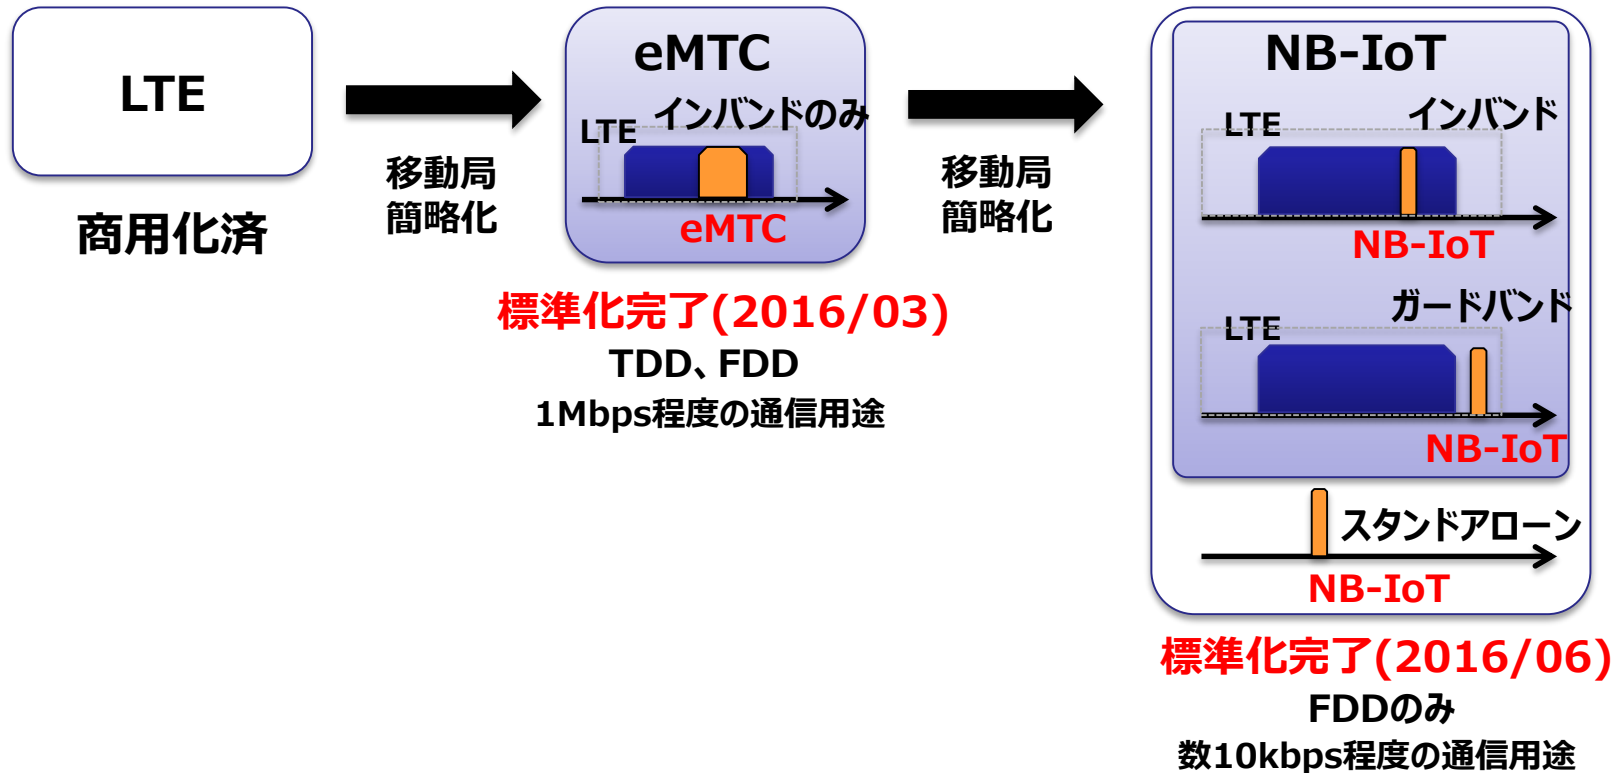 LTE
商用化済
移動局
簡略化
eMTC
インバンドのみ
LTE
eMTC
標準化完了(2016/03)
TDD、FDD
1Mbps程度の通信用途
移動局
簡略化
NB-IoT
インバンド
LTE
NB-IoT
ガードバンド
LTE
NB-IoT
スタンドアローン
NB-IoT
標準化完了(2016/06)
FDDのみ
数10kbps程度の通信用途